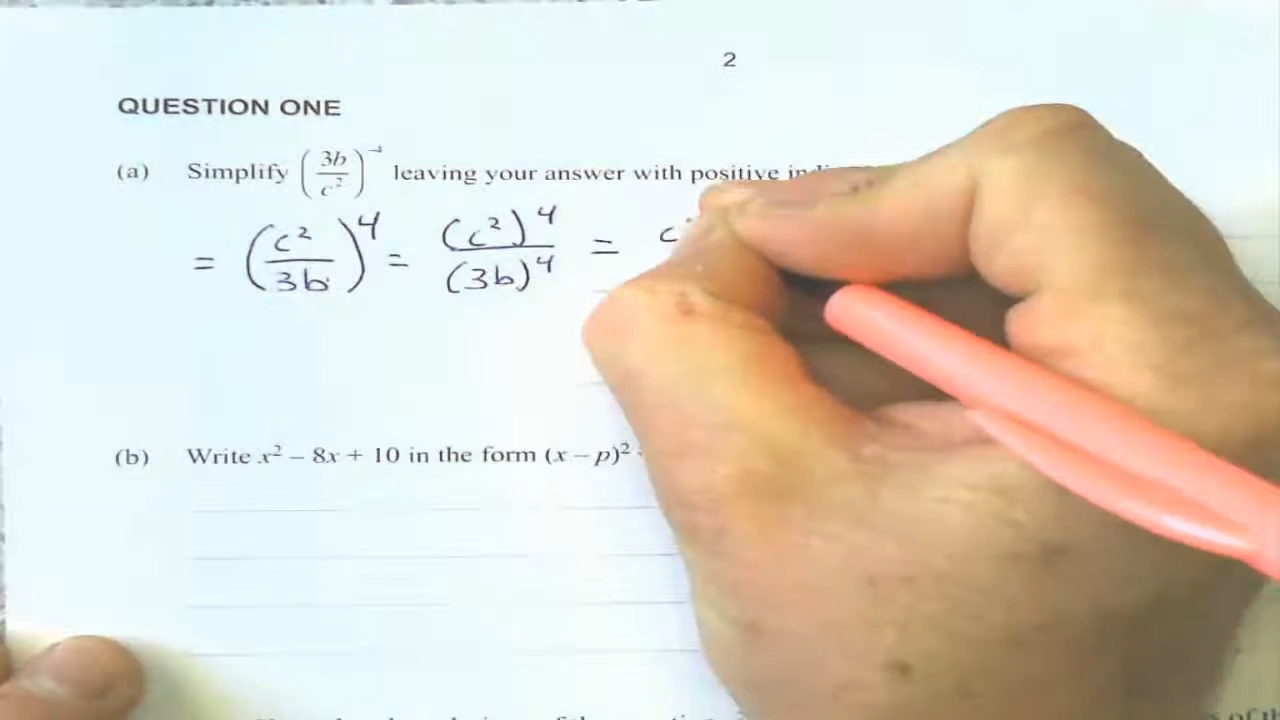 2
QUESTION ONE
(a) Simplify (3b/c²)⁻⁴ leaving your answer with positive
= (c²/3b)⁴ = (c²)⁴/(3b)⁴ = c
(b) Write x² – 8x + 10 in the form (x – p)²